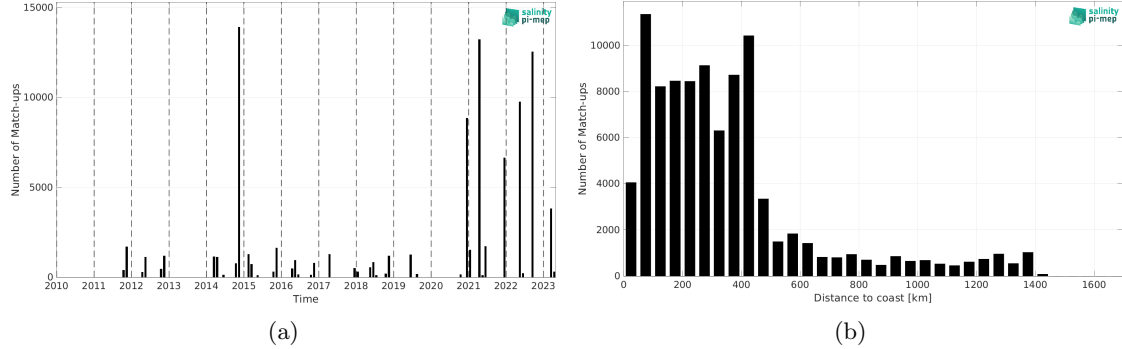 salinity
pi-mep
15000
10000
5000
0
Number of Match-ups
2010 2011 2012 2013 2014 2015 2016 2017 2018 2019 2020 2021 2022 2023
Time
(a)
salinity
pi-mep
10000
8000
6000
4000
2000
0
Number of Match-ups
0 200 400 600 800 1000 1200 1400 1600
Distance to coast [km]
(b)